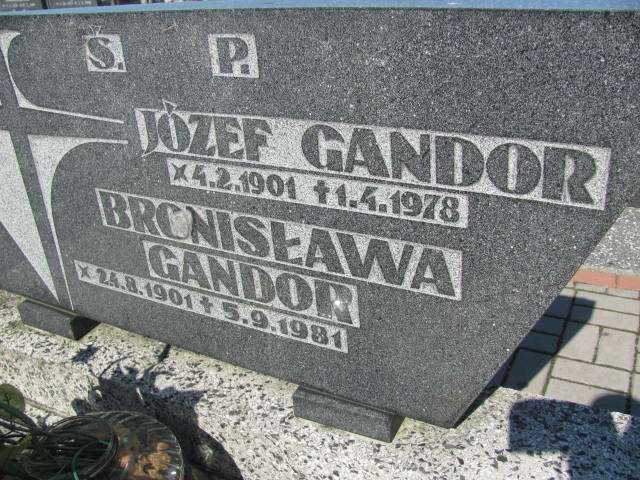 Ś. P.
JÓZEF GANDOR
×4.2.1901 †1.4.1978
BRONISŁAWA
GANDOR
×24.8.1901 †5.9.1981